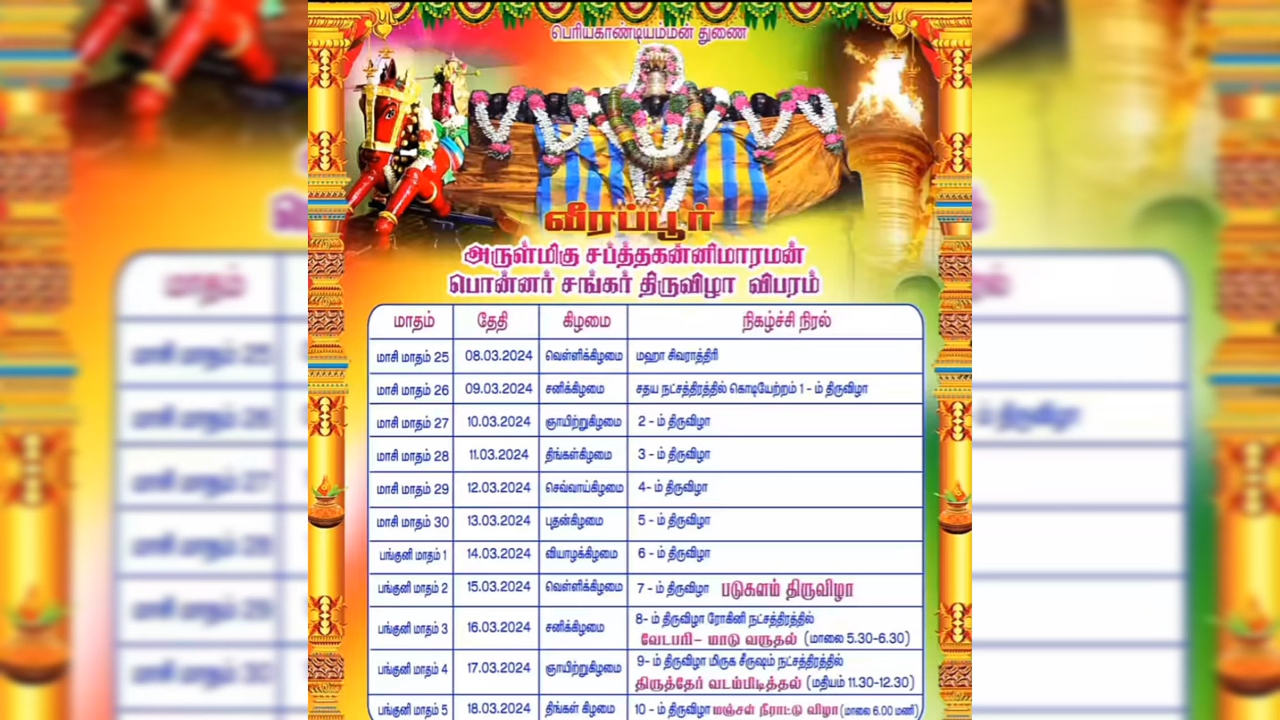 பெரியகாண்டியம்மன் துணை
வீரப்பூர்
அருள்மிகு சப்த்தகன்னிமாரமன்
பொன்னர் சங்கர் திருவிழா விபரம்
மாதம் தேதி கிழமை நிகழ்ச்சி நிரல்
மாசி மாதம் 25 08.03.2024 வெள்ளிக்கிழமை மஹா சிவராத்திரி
மாசி மாதம் 26 09.03.2024 சனிக்கிழமை சதய நட்சத்திரத்தில் கொடியேற்றம் 1 - ம் திருவிழா
மாசி மாதம் 27 10.03.2024 ஞாயிற்றுகிழமை 2 - ம் திருவிழா
மாசி மாதம் 28 11.03.2024 திங்கள்கிழமை 3 - ம் திருவிழா
மாசி மாதம் 29 12.03.2024 செவ்வாய்கிழமை 4- ம் திருவிழா
மாசி மாதம் 30 13.03.2024 புதன்கிழமை 5 - ம் திருவிழா
பங்குனி மாதம் 1 14.03.2024 வியாழக்கிழமை 6 - ம் திருவிழா
பங்குனி மாதம் 2 15.03.2024 வெள்ளிக்கிழமை 7 - ம் திருவிழா படுகளம் திருவிழா
பங்குனி மாதம் 3 16.03.2024 சனிக்கிழமை 8- ம் திருவிழா ரோகினி நட்சத்திரத்தில்
வேடபரி- மாடு வருதல் (மாலை 5.30-6.30)
பங்குனி மாதம் 4 17.03.2024 ஞாயிற்றுகிழமை 9- ம் திருவிழா மிருக சீருஷும் நட்சத்திரத்தில்
திருத்தேர் வடம்பிடித்தல் (மதியம் 11.30-12.30)
பங்குனி மாதம் 5 18.03.2024 திங்கள் கிழமை 10 - ம் திருவிழா மஞ்சள் நீராட்டு விழா (மாலை 6.00 மணி)